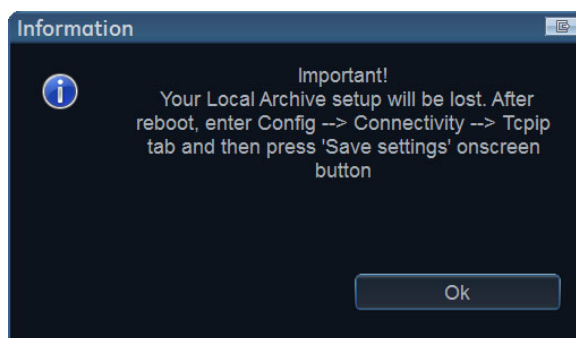 Information
Important!
Your Local Archive setup will be lost. After
reboot, enter Config --> Connectivity --> Tcpip
tab and then press 'Save settings' onscreen
button
Ok